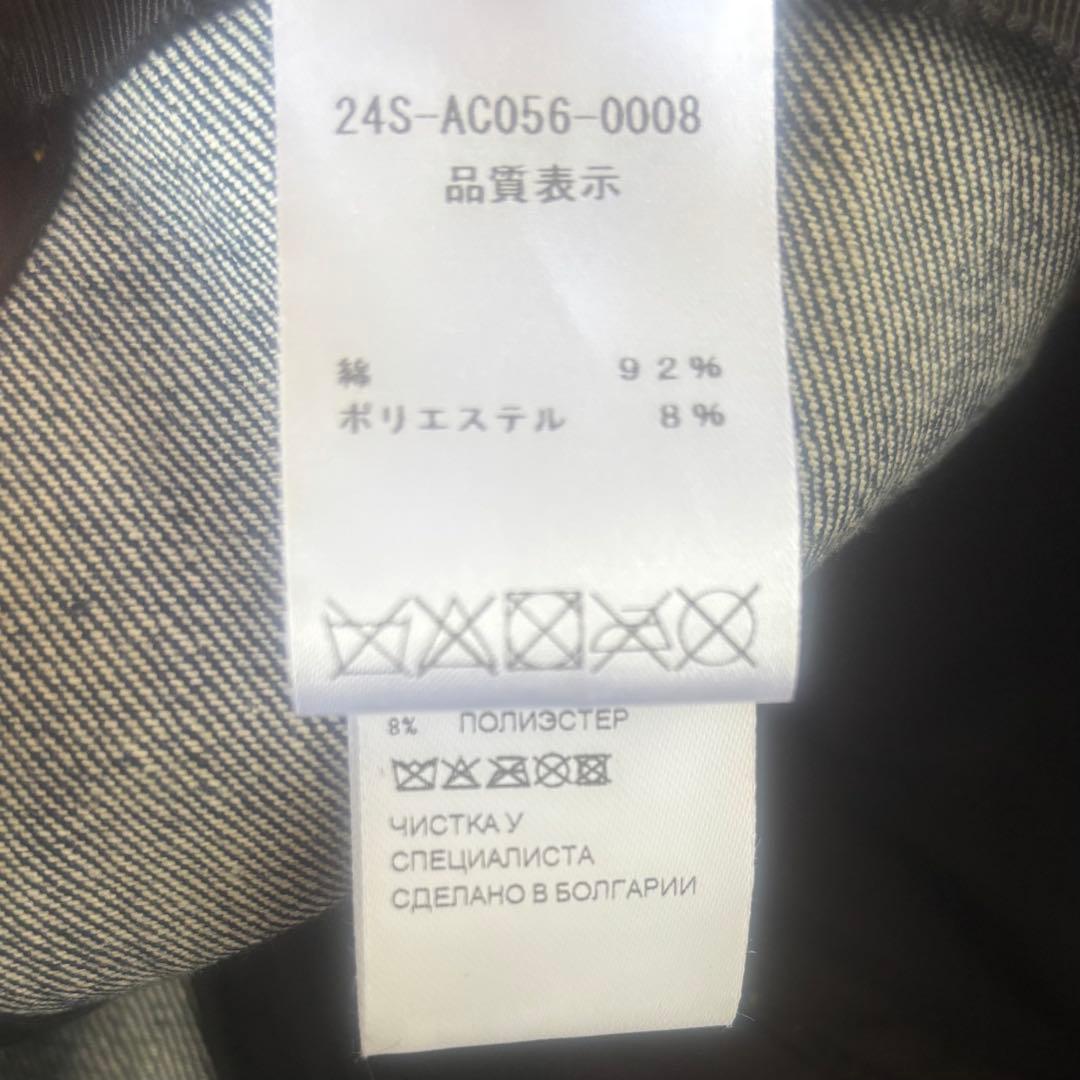 24S-AC056-0008
品質表示
綿 92%
ポリエステル 8%
8% ПОЛИЭСТЕР
ЧИСТКА У
СПЕЦИАЛИСТА
СДЕЛАНО В БОЛГАРИИ